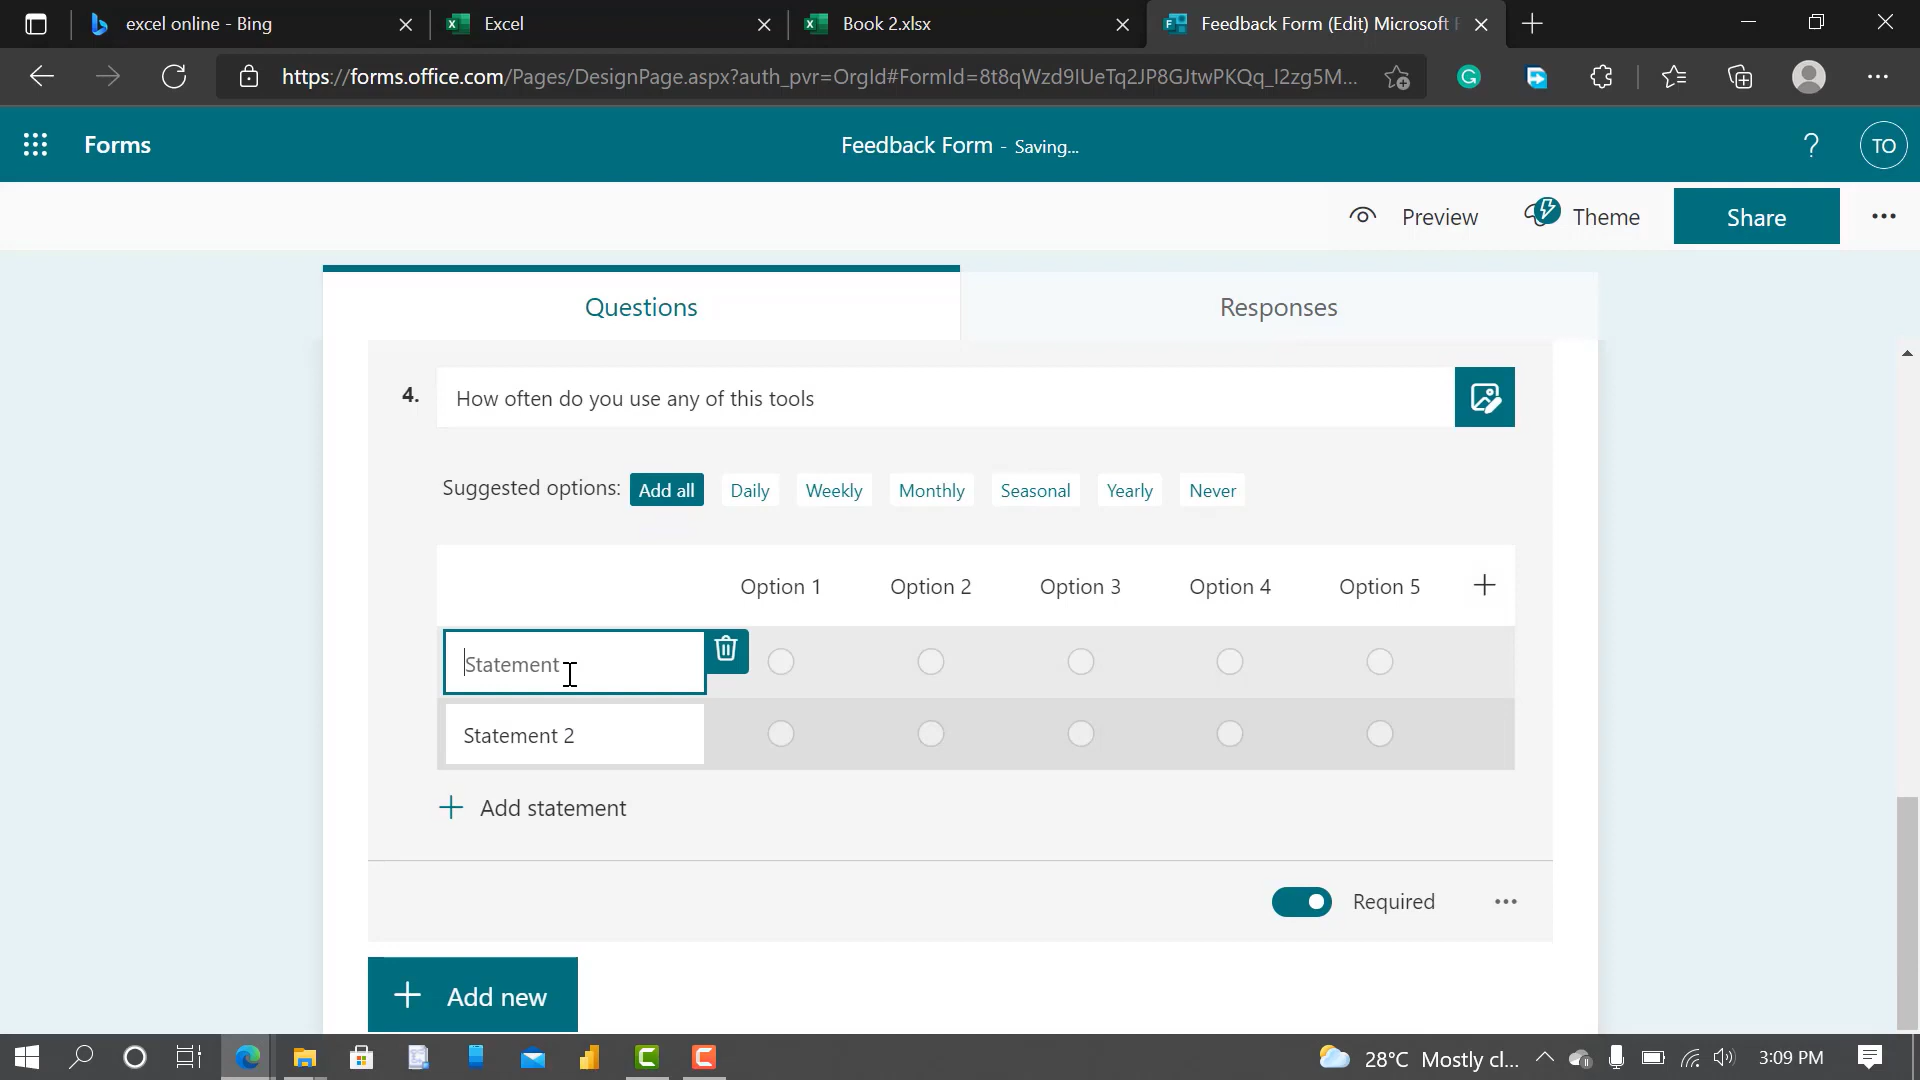 excel online - Bing
Excel
Book 2.xlsx
Feedback Form (Edit) Microsoft
https://forms.office.com/Pages/DesignPage.aspx?auth_pvr=OrgId#FormId=8t8qWzd9IUeTq2JP8GJtwPKQq_I2zg5M...
Forms
Feedback Form - Saving...
?
TO
Preview
Theme
Share
Questions
Responses
4. How often do you use any of this tools
Suggested options: Add all Daily Weekly Monthly Seasonal Yearly Never
Option 1 Option 2 Option 3 Option 4 Option 5
Statement
Statement 2
Add statement
Required
Add new
28°C Mostly cl...
3:09 PM